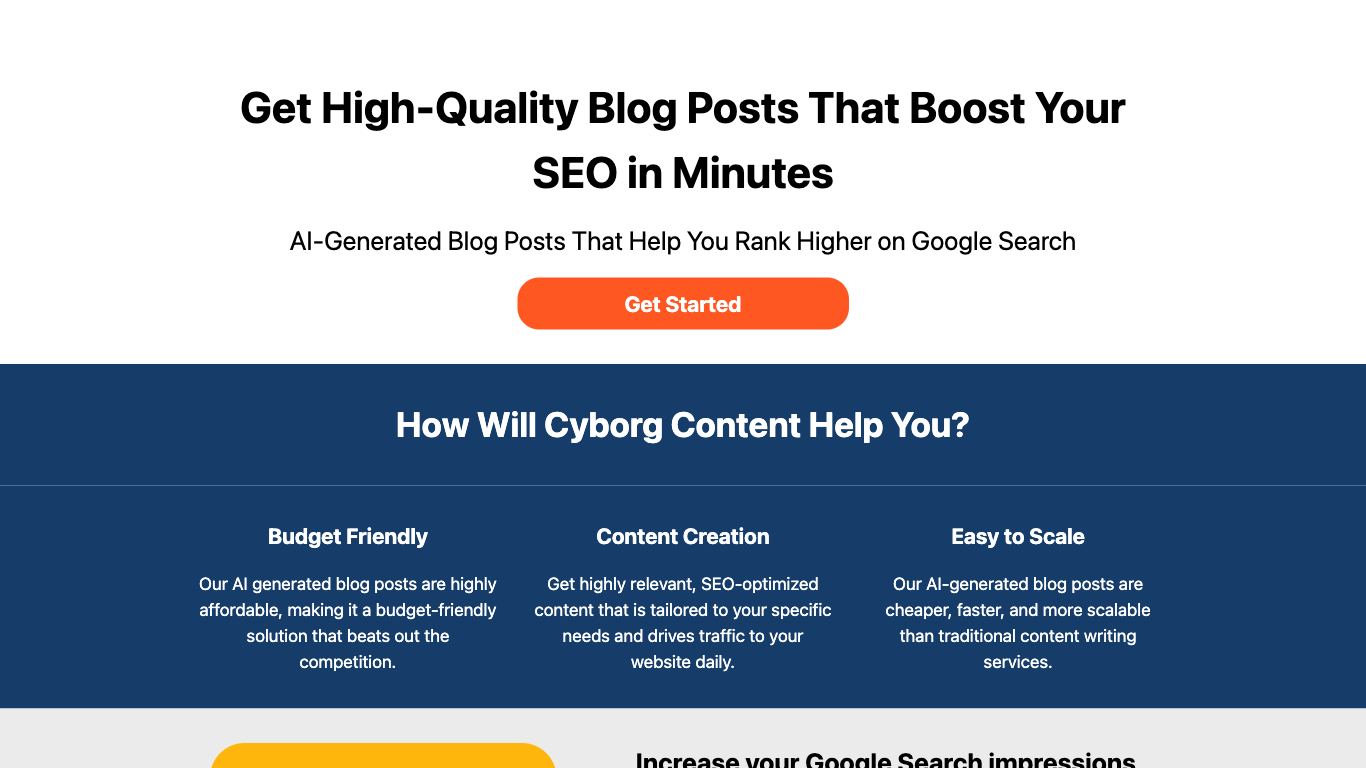 Get High-Quality Blog Posts That Boost Your
SEO in Minutes
AI-Generated Blog Posts That Help You Rank Higher on Google Search
Get Started
How Will Cyborg Content Help You?
Budget Friendly
Our AI generated blog posts are highly
affordable, making it a budget-friendly
solution that beats out the
competition.
Content Creation
Get highly relevant, SEO-optimized
content that is tailored to your specific
needs and drives traffic to your
website daily.
Easy to Scale
Our AI-generated blog posts are
cheaper, faster, and more scalable
than traditional content writing
services.
Increase your Google Search impressions